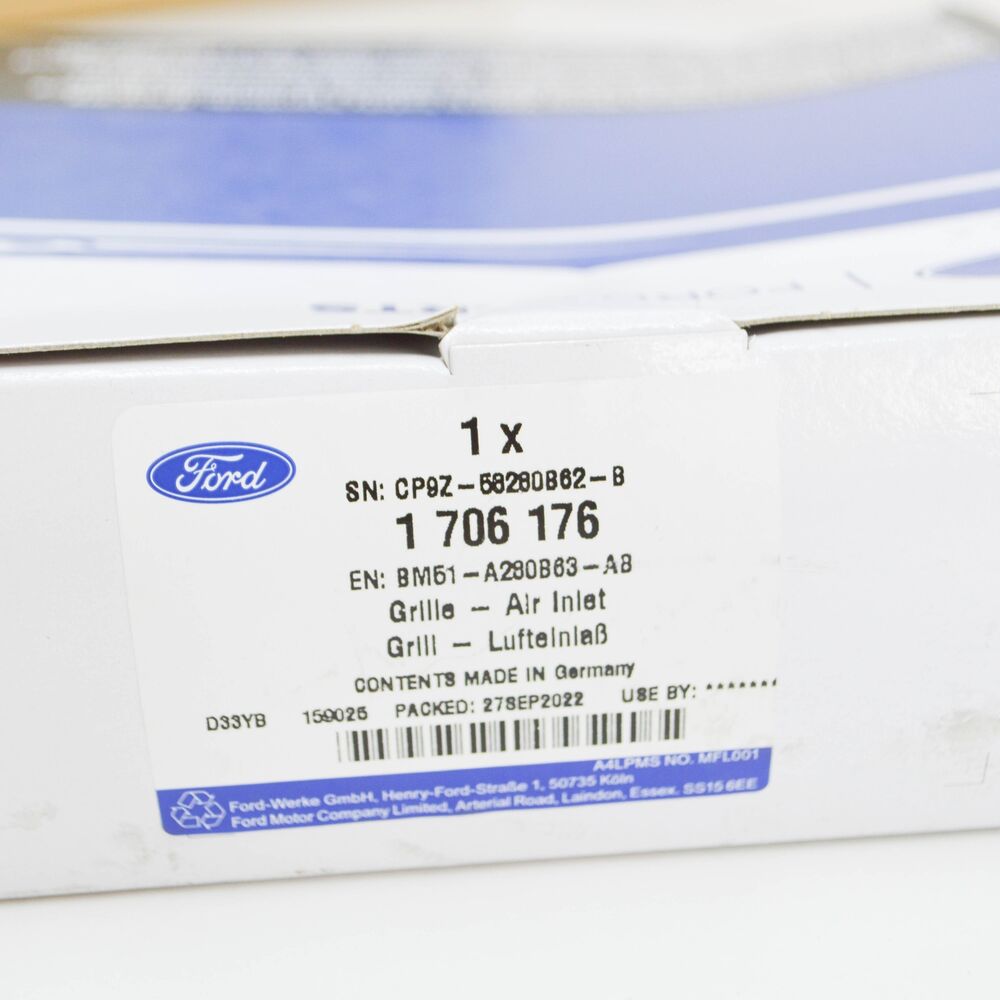 Ford
1 x
SN: CP9Z-58280B62-B
1 706 176
EN: BM51-A280B63-AB
Grille - Air Inlet
Grill - Lufteinlaß
CONTENTS MADE IN Germany
D33YB 159025 PACKED: 27SEP2022 USE BY: *******
A4LPMS NO. MFL001
Ford-Werke GmbH, Henry-Ford-Straße 1, 50735 Köln
Ford Motor Company Limited, Arterial Road, Laindon, Essex. SS15 6EE